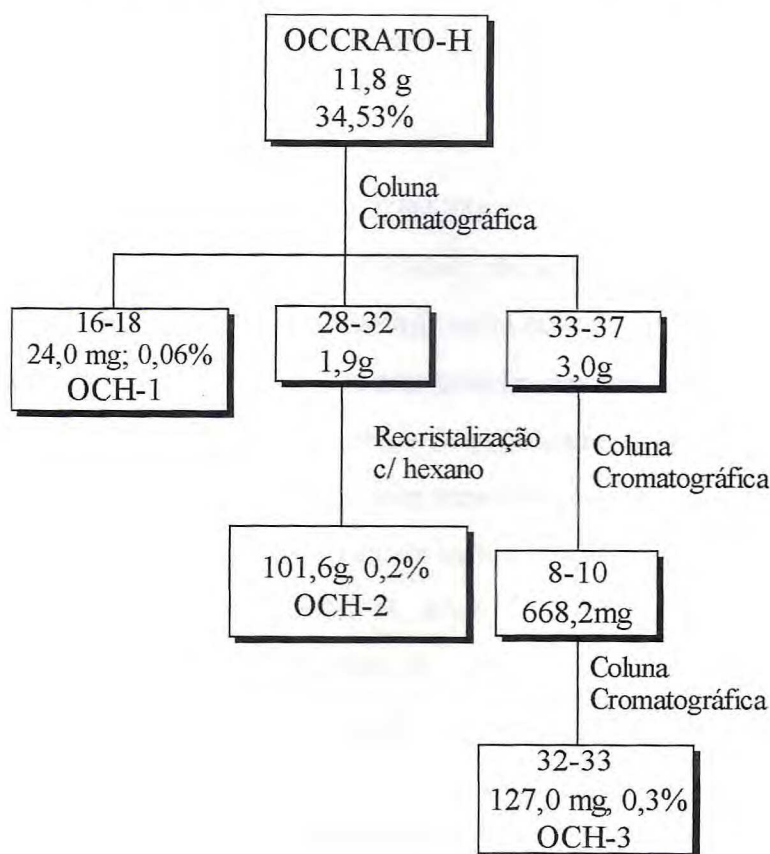 OCCRATO-H
11,8 g
34,53%
Coluna
Cromatográfica
16-18
24,0 mg; 0,06%
OCH-1
28-32
1,9g
33-37
3,0g
Recristalização
c/ hexano
Coluna
Cromatográfica
101,6g, 0,2%
OCH-2
8-10
668,2mg
Coluna
Cromatográfica
32-33
127,0 mg, 0,3%
OCH-3